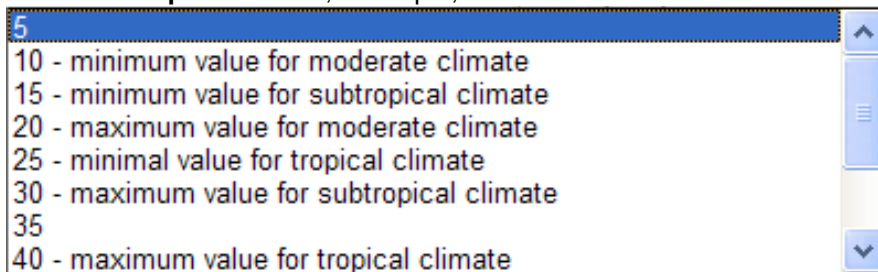 5
10 - minimum value for moderate climate
15 - minimum value for subtropical climate
20 - maximum value for moderate climate
25 - minimal value for tropical climate
30 - maximum value for subtropical climate
35
40 - maximum value for tropical climate